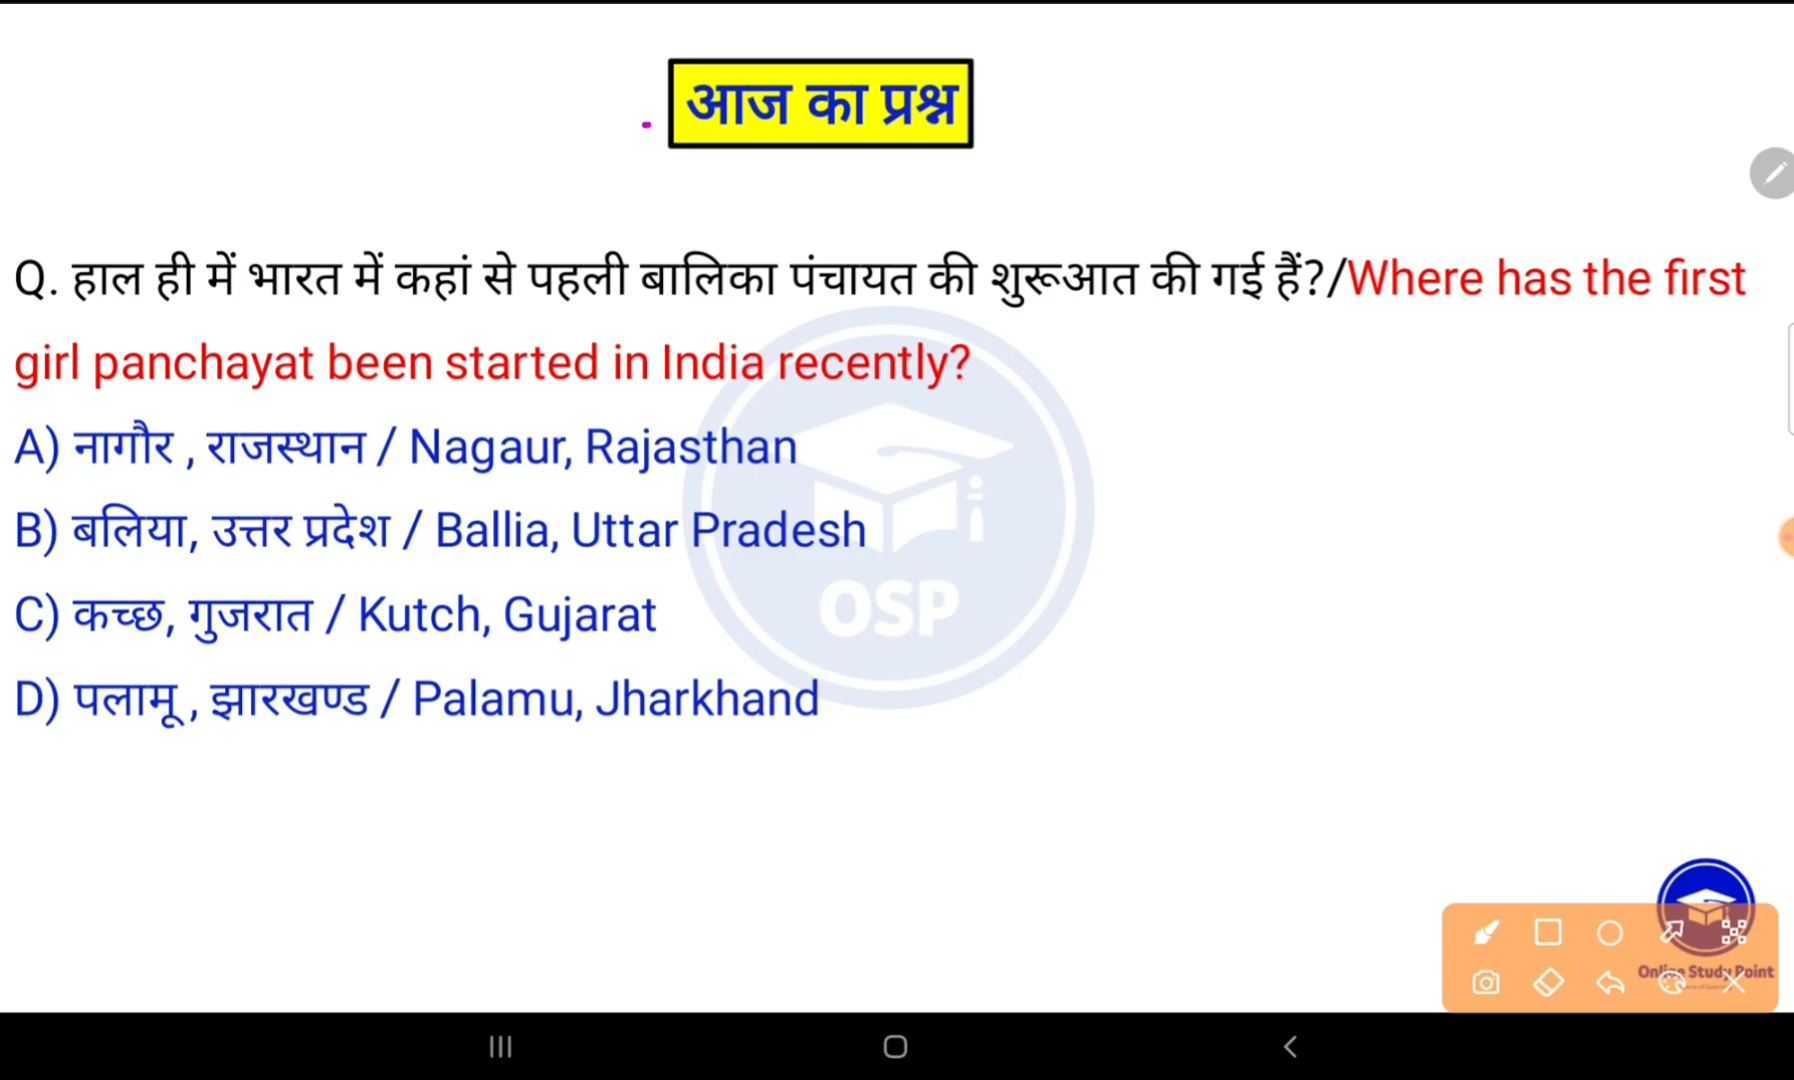 आज का प्रश्न
Q. हाल ही में भारत में कहां से पहली बालिका पंचायत की शुरूआत की गई हैं?/Where has the first
girl panchayat been started in India recently?
A) नागौर , राजस्थान / Nagaur, Rajasthan
B) बलिया, उत्तर प्रदेश / Ballia, Uttar Pradesh
C) कच्छ, गुजरात / Kutch, Gujarat
D) पलामू , झारखण्ड / Palamu, Jharkhand
OSP
Online Study Point